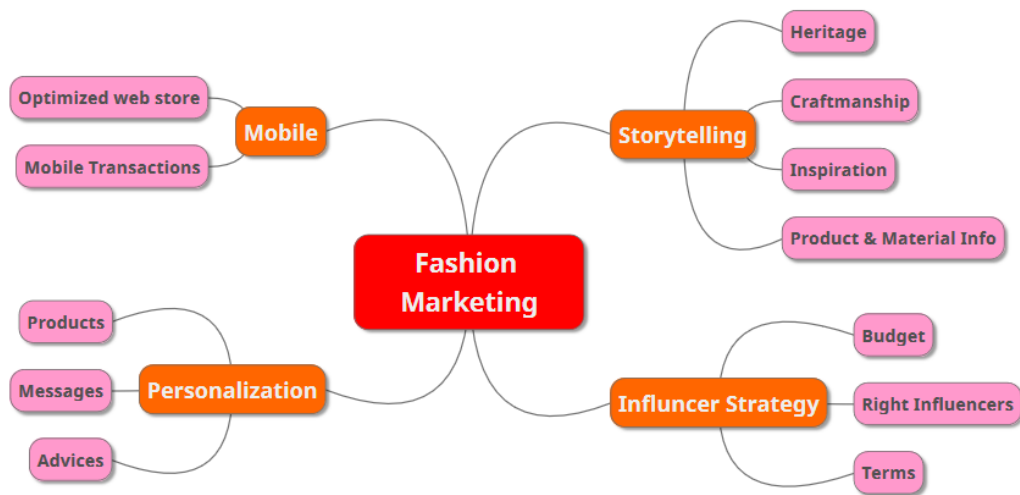 Fashion
Marketing
Mobile
Optimized web store
Mobile Transactions
Storytelling
Heritage
Craftmanship
Inspiration
Product & Material Info
Personalization
Products
Messages
Advices
Influncer Strategy
Budget
Right Influencers
Terms